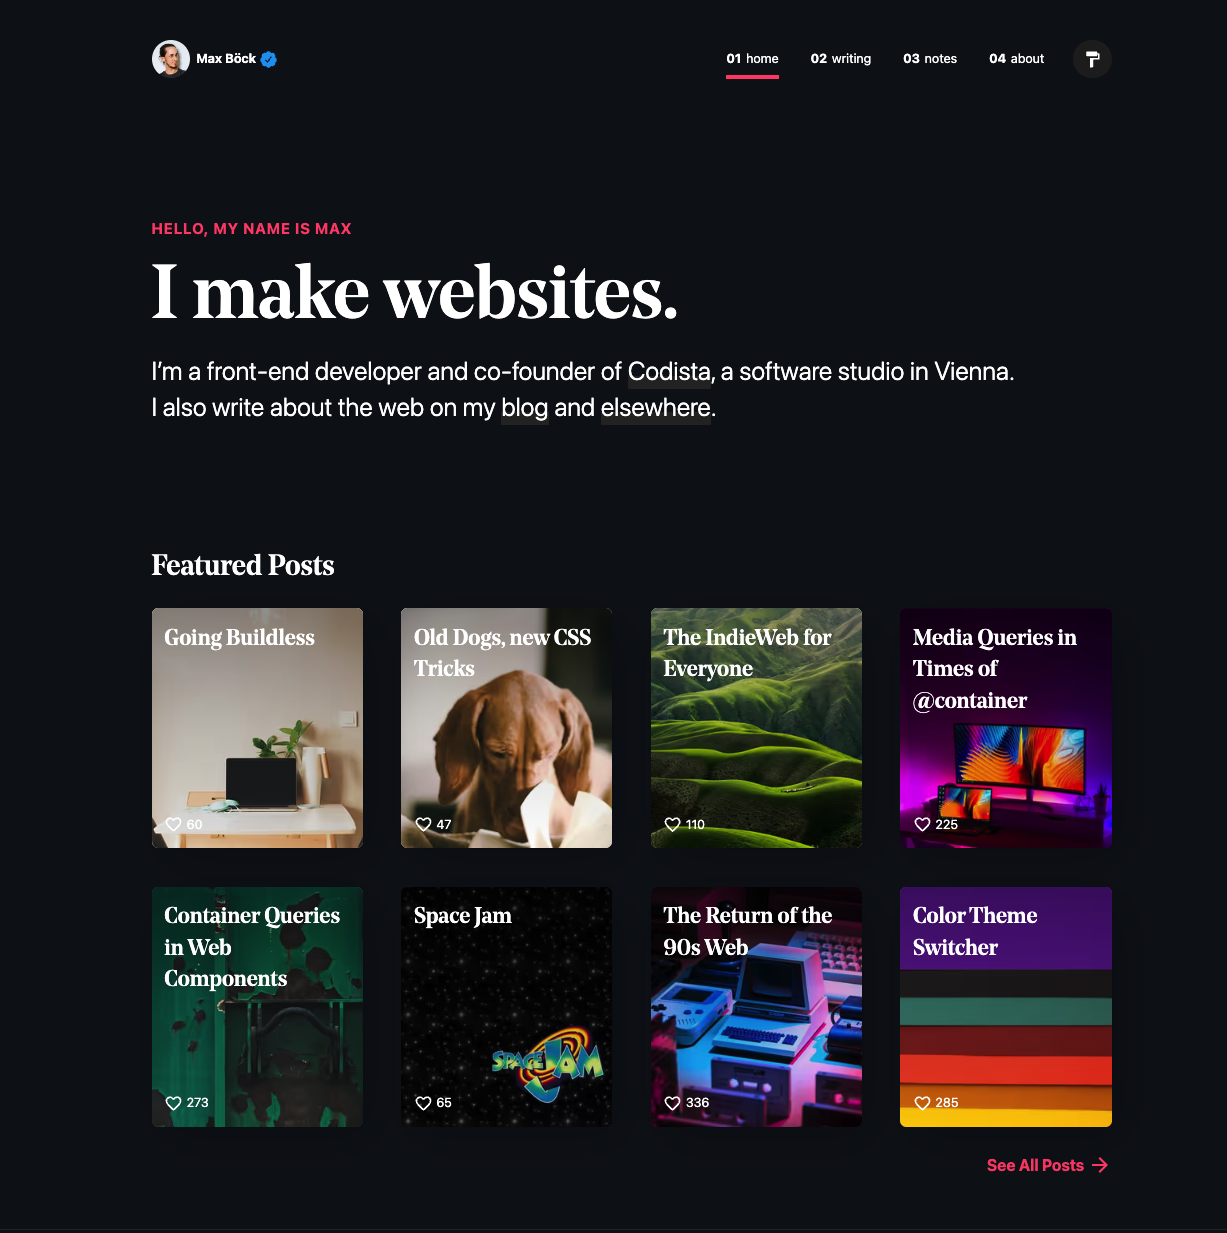 Max Böck
01 home 02 writing 03 notes 04 about
HELLO, MY NAME IS MAX
I make websites.
I’m a front-end developer and co-founder of Codista, a software studio in Vienna.
I also write about the web on my blog and elsewhere.
Featured Posts
Going Buildless
60
Old Dogs, new CSS
Tricks
47
The IndieWeb for
Everyone
110
Media Queries in
Times of
@container
225
Container Queries
in Web
Components
273
Space Jam
SPACE JAM
65
The Return of the
90s Web
336
Color Theme
Switcher
285
See All Posts